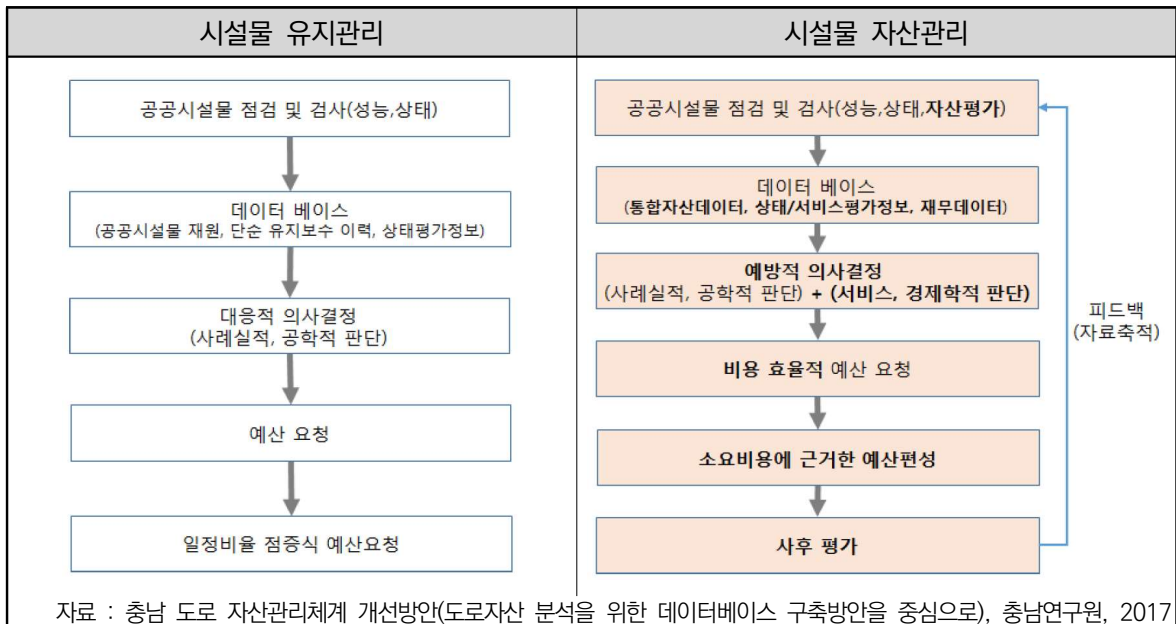 시설물 유지관리
공공시설물 점검 및 검사(성능,상태)
데이터 베이스
(공공시설물 재원, 단순 유지보수 이력, 상태평가정보)
대응적 의사결정
(사례실적, 공학적 판단)
예산 요청
일정비율 점증식 예산요청
시설물 자산관리
공공시설물 점검 및 검사(성능,상태,자산평가)
데이터 베이스
(통합자산데이터, 상태/서비스평가정보, 재무데이터)
예방적 의사결정
(사례실적, 공학적 판단) + (서비스, 경제학적 판단)
비용 효율적 예산 요청
소요비용에 근거한 예산편성
사후 평가
피드백
(자료축적)
자료 : 충남 도로 자산관리체계 개선방안(도로자산 분석을 위한 데이터베이스 구축방안을 중심으로), 충남연구원, 2017